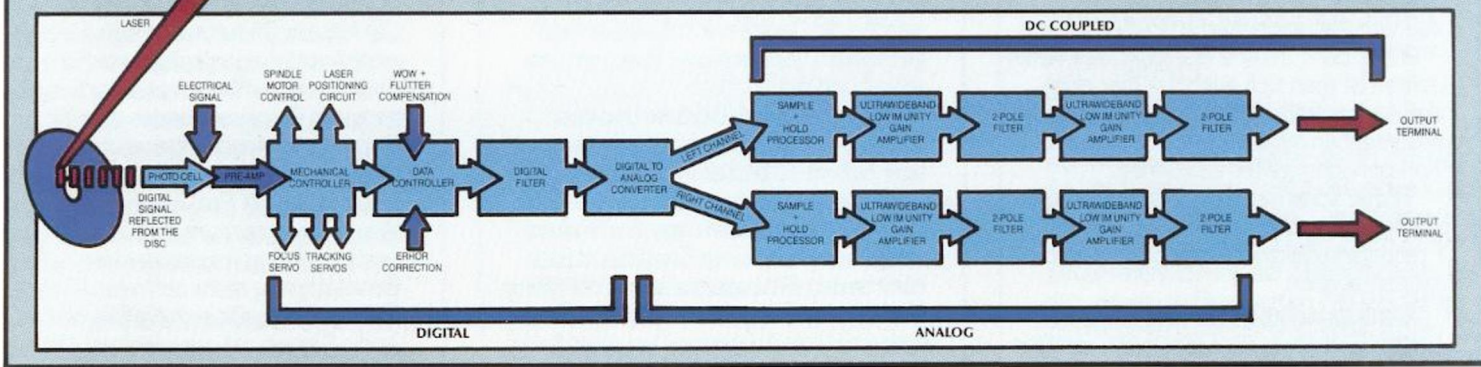 LASER
DC COUPLED
ELECTRICAL
SIGNAL
SPINDLE
MOTOR
CONTROL
LASER
POSITIONING
CIRCUIT
WOW +
FLUTTER
COMPENSATION
PHOTO CELL
PRE-AMP
MECHANICAL
CONTROLLER
DATA
CONTROLLER
DIGITAL
FILTER
DIGITAL TO
ANALOG
CONVERTER
DIGITAL
SIGNAL
REFLECTED
FROM THE
DISC
FOCUS
SERVO
TRACKING
SERVOS
ERROR
CORRECTION
LEFT CHANNEL
SAMPLE
+
HOLD
PROCESSOR
ULTRAWIDEBAND
LOW IM UNITY
GAIN
AMPLIFIER
2-POLE
FILTER
ULTRAWIDEBAND
LOW IM UNITY
GAIN
AMPLIFIER
2-POLE
FILTER
OUTPUT
TERMINAL
RIGHT CHANNEL
SAMPLE
+
HOLD
PROCESSOR
ULTRAWIDEBAND
LOW IM UNITY
GAIN
AMPLIFIER
2-POLE
FILTER
ULTRAWIDEBAND
LOW IM UNITY
GAIN
AMPLIFIER
2-POLE
FILTER
OUTPUT
TERMINAL
DIGITAL
ANALOG